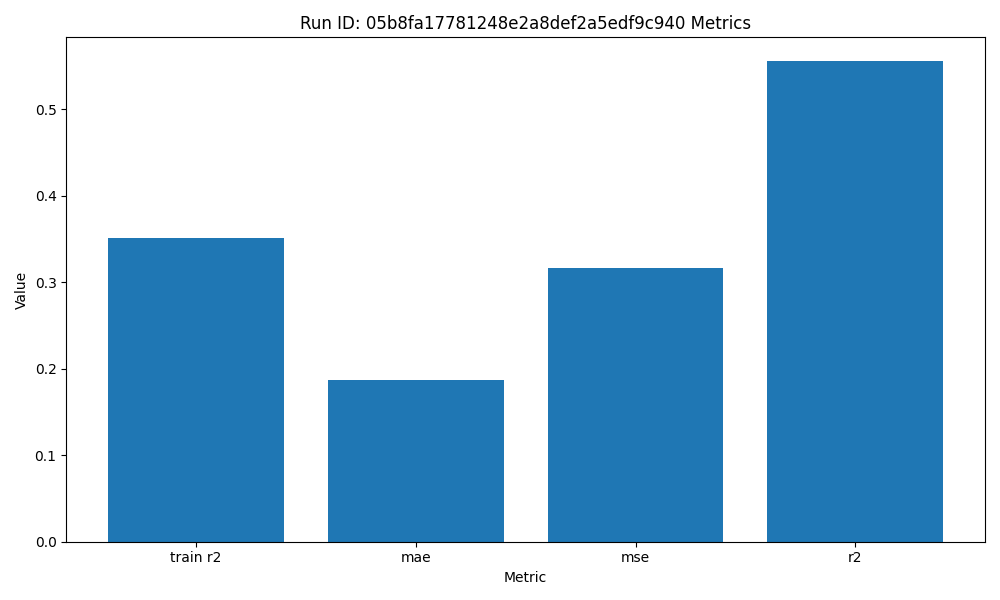 Run ID: 05b8fa17781248e2a8def2a5edf9c940 Metrics
Value
0.5
0.4
0.3
0.2
0.1
0.0
train r2
mae
mse
r2
Metric